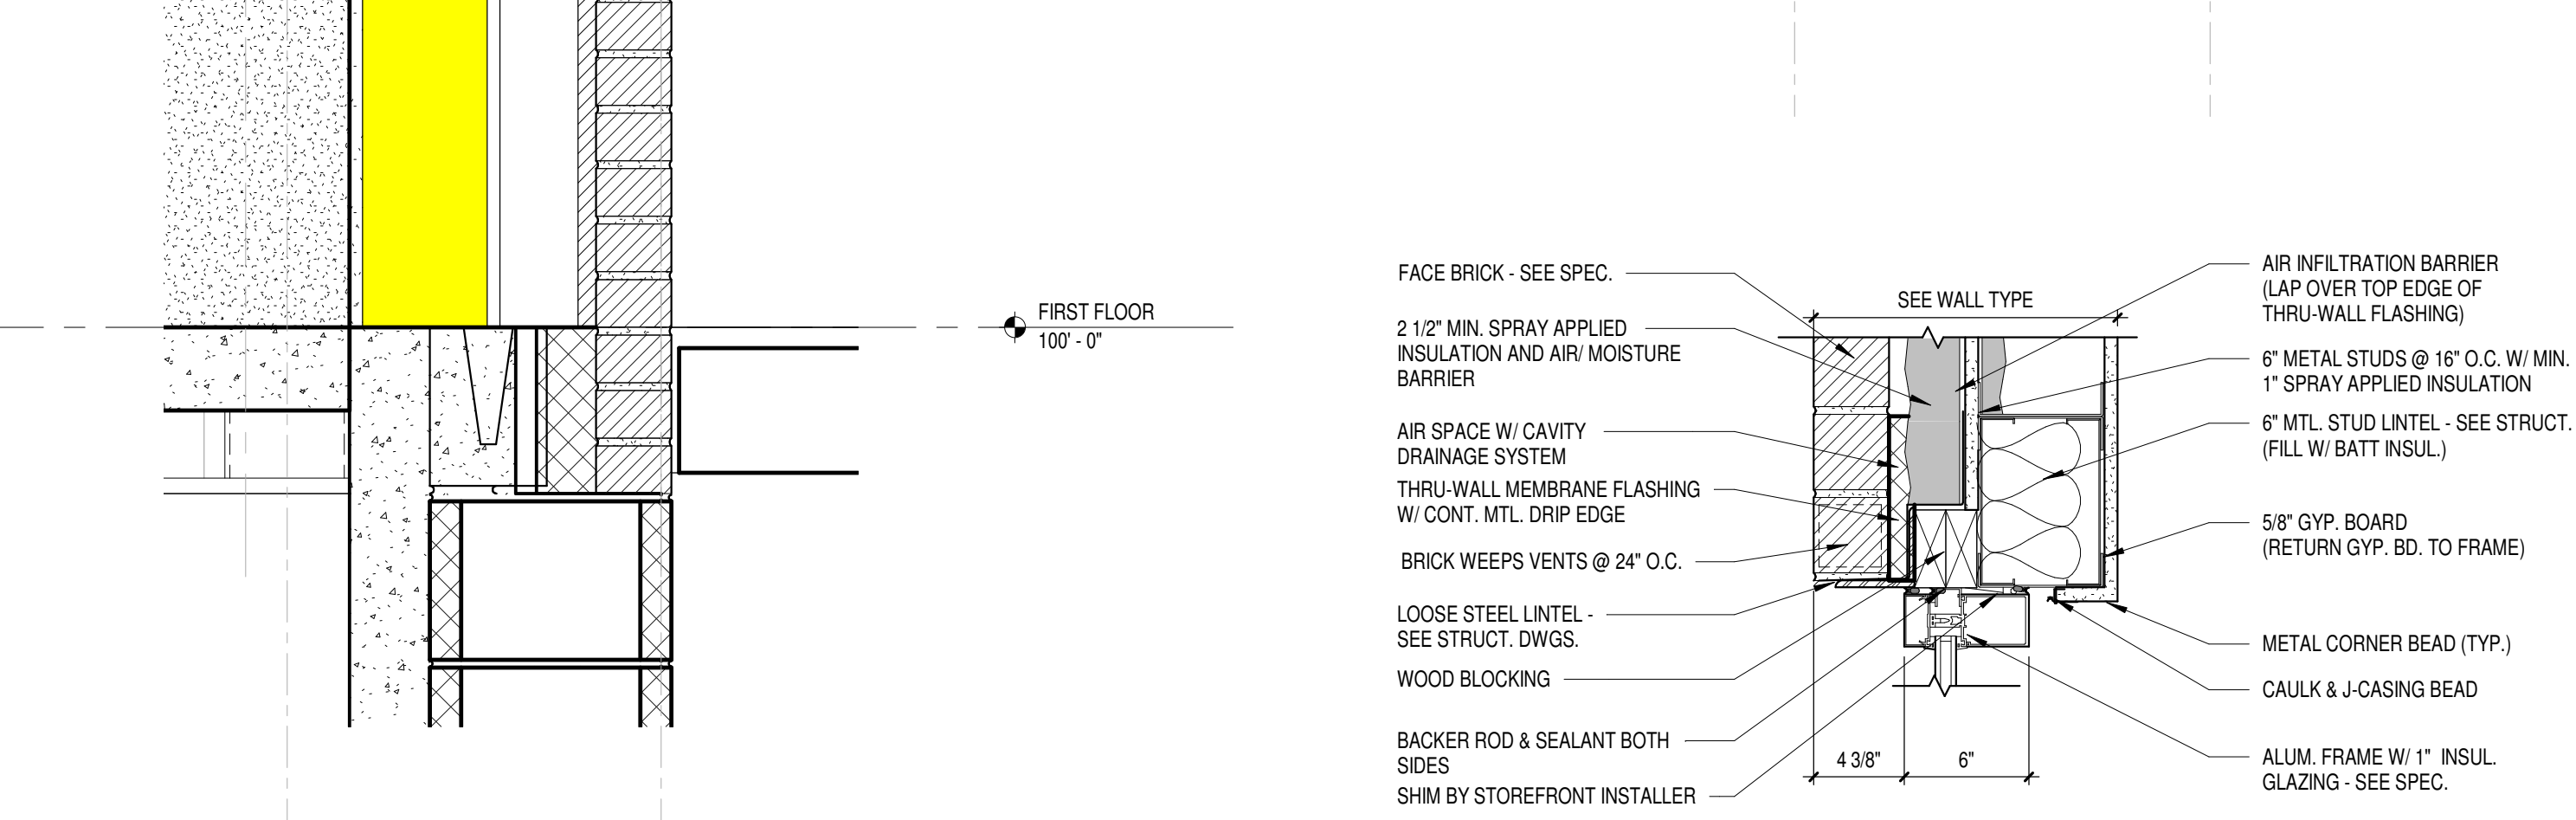 FIRST FLOOR
100' - 0"
FACE BRICK - SEE SPEC.
2 1/2" MIN. SPRAY APPLIED
INSULATION AND AIR/ MOISTURE
BARRIER
AIR SPACE W/ CAVITY
DRAINAGE SYSTEM
THRU-WALL MEMBRANE FLASHING
W/ CONT. MTL. DRIP EDGE
BRICK WEEPS VENTS @ 24" O.C.
LOOSE STEEL LINTEL -
SEE STRUCT. DWGS.
WOOD BLOCKING
BACKER ROD & SEALANT BOTH
SIDES
SHIM BY STOREFRONT INSTALLER
SEE WALL TYPE
4 3/8"
6"
AIR INFILTRATION BARRIER
(LAP OVER TOP EDGE OF
THRU-WALL FLASHING)
6" METAL STUDS @ 16" O.C. W/ MIN.
1" SPRAY APPLIED INSULATION
6" MTL. STUD LINTEL - SEE STRUCT.
(FILL W/ BATT INSUL.)
5/8" GYP. BOARD
(RETURN GYP. BD. TO FRAME)
METAL CORNER BEAD (TYP.)
CAULK & J-CASING BEAD
ALUM. FRAME W/ 1" INSUL.
GLAZING - SEE SPEC.